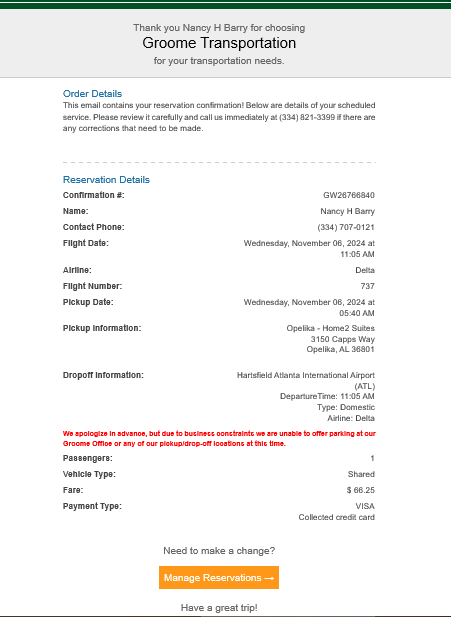 Thank you Nancy H Barry for choosing
Groome Transportation
for your transportation needs.
Order Details
This email contains your reservation confirmation! Below are details of your scheduled
service. Please review it carefully and call us immediately at (334) 821-3399 if there are
any corrections that need to be made.
Reservation Details
Confirmation #: GW26766840
Name: Nancy H Barry
Contact Phone: (334) 707-0121
Flight Date: Wednesday, November 06, 2024 at
11:05 AM
Airline: Delta
Flight Number: 737
Pickup Date: Wednesday, November 06, 2024 at
05:40 AM
Pickup Information: Opelika - Home2 Suites
3150 Capps Way
Opelika, AL 36801
Dropoff Information: Hartsfield Atlanta International Airport
(ATL)
DepartureTime: 11:05 AM
Type: Domestic
Airline: Delta
We apologize in advance, but due to business constraints we are unable to offer parking at our
Groome Office or any of our pickup/drop-off locations at this time.
Passengers: 1
Vehicle Type: Shared
Fare: $ 66.25
Payment Type: VISA
Collected credit card
Need to make a change?
Manage Reservations →
Have a great trip!